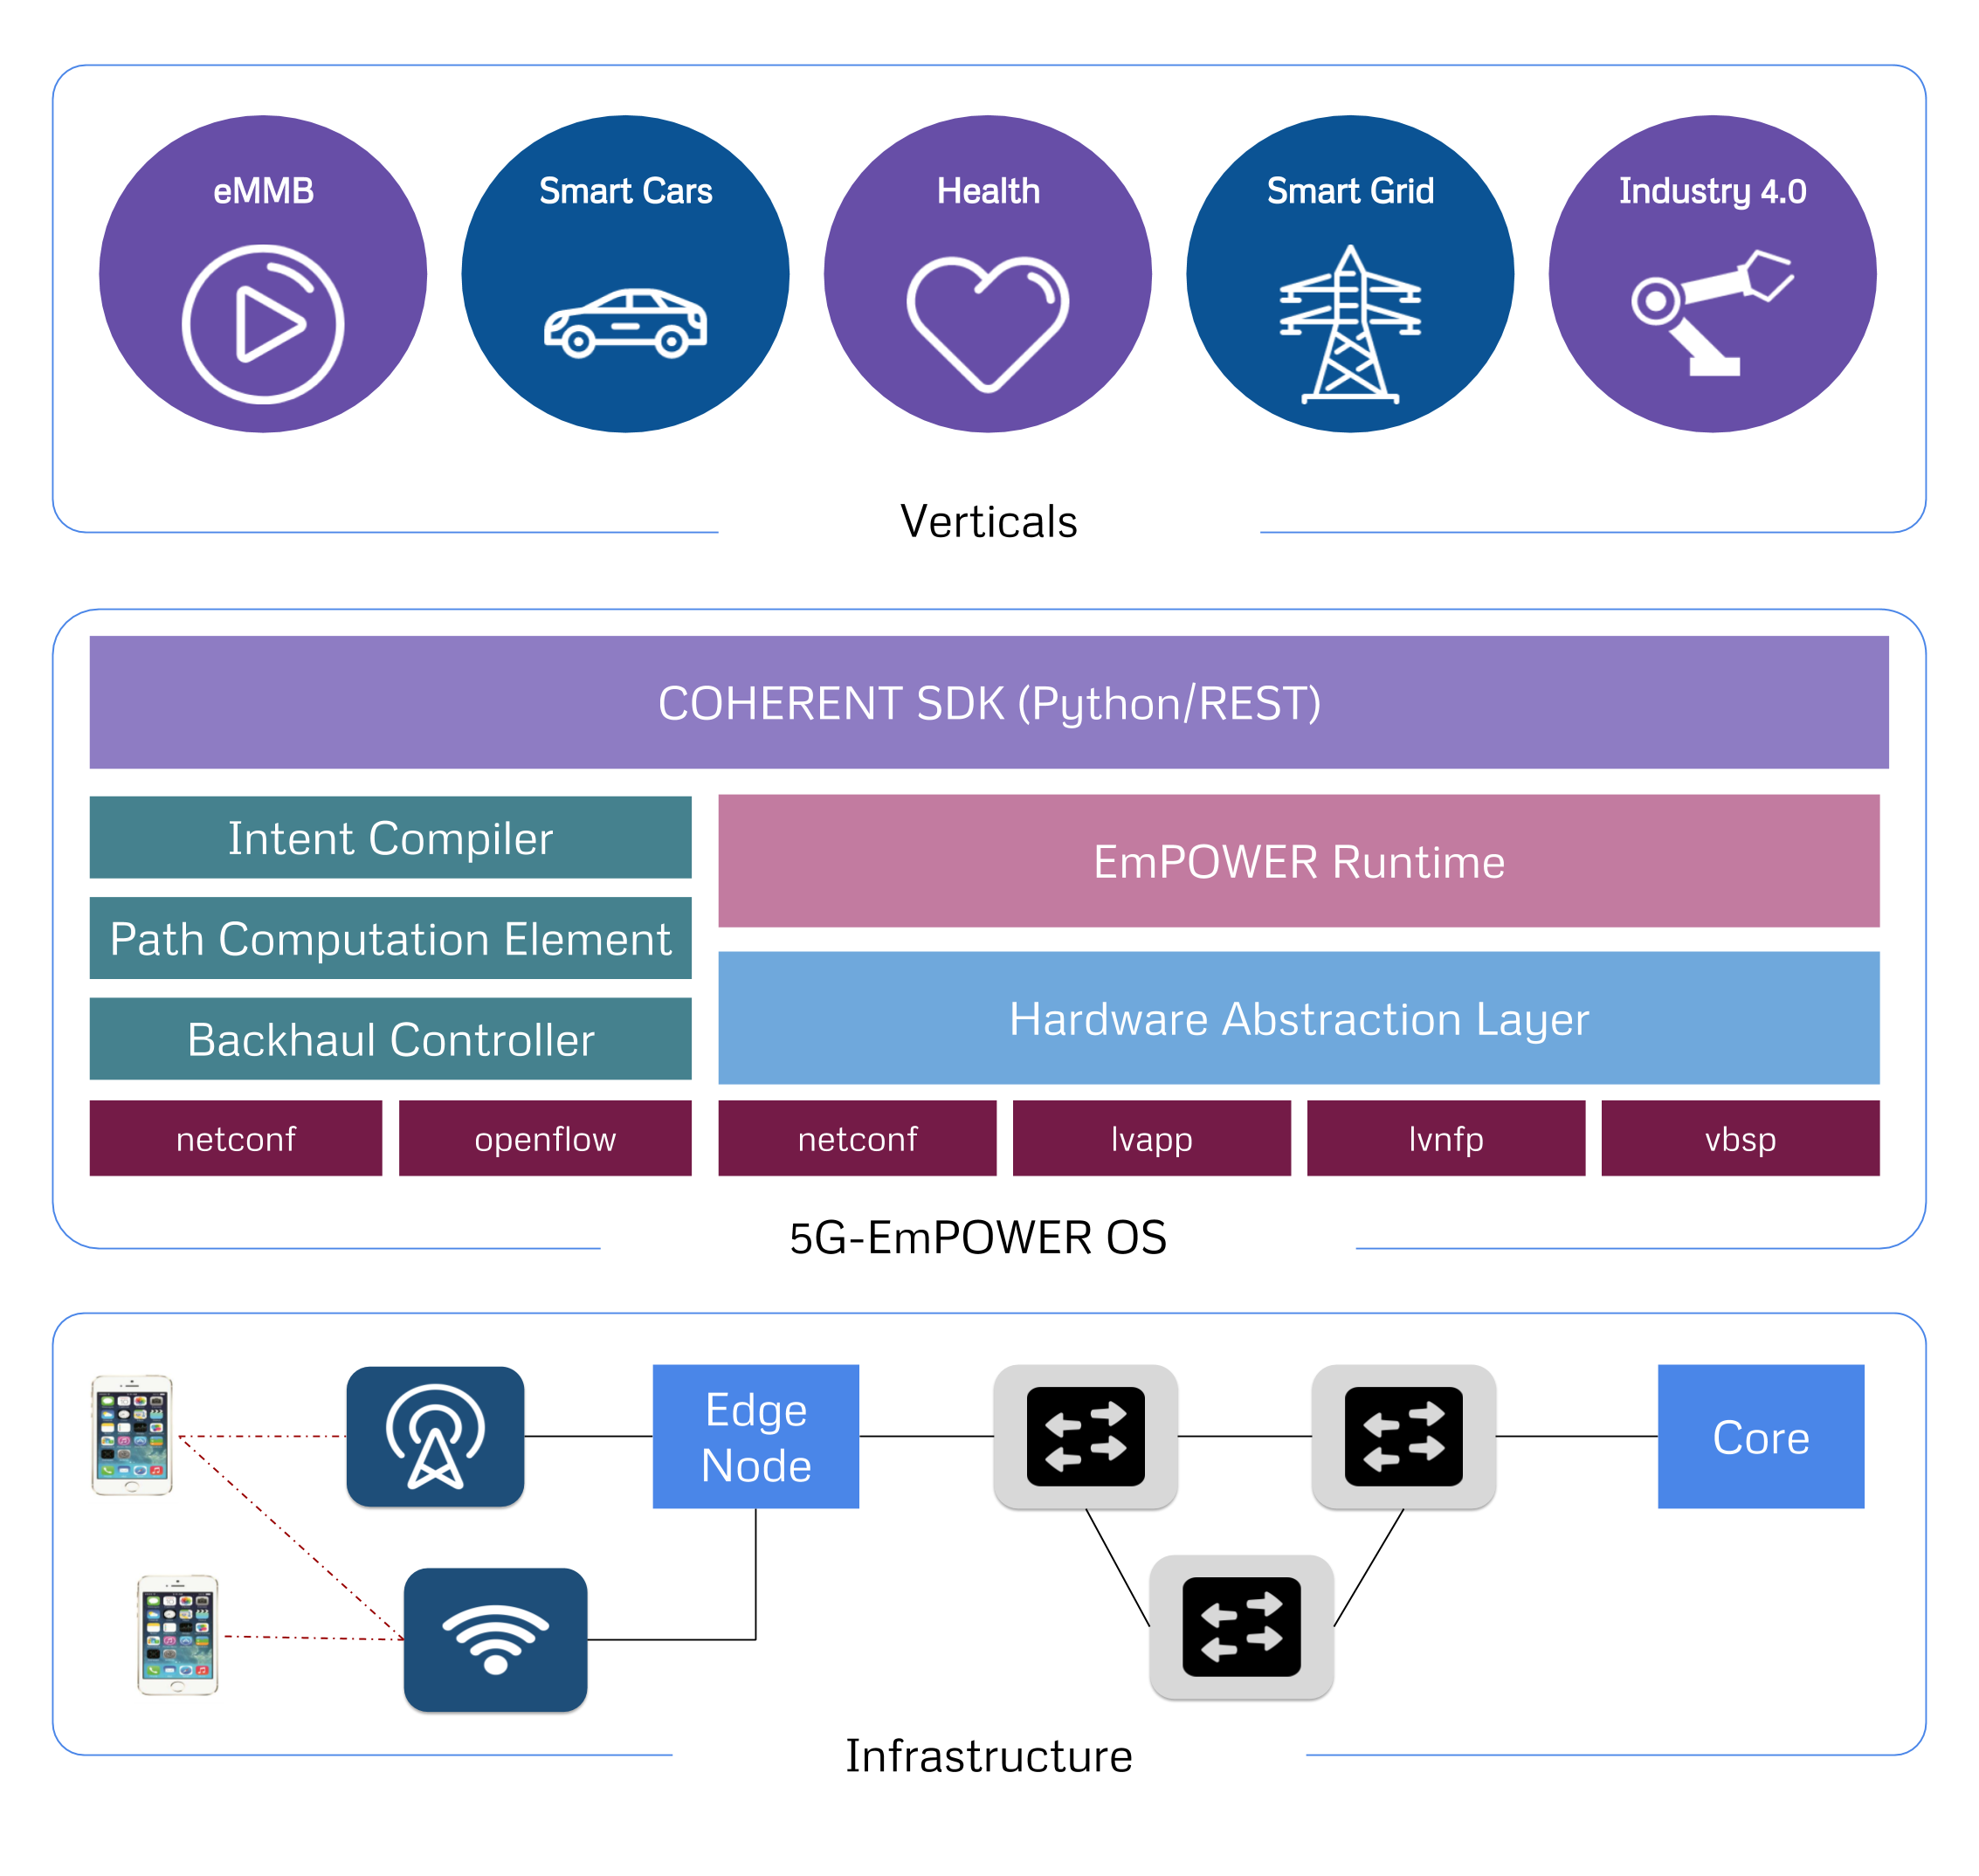 eMMB
Smart Cars
Health
Smart Grid
Industry 4.0
Verticals
COHERENT SDK (Python/REST)
Intent Compiler
EmPOWER Runtime
Path Computation Element
Hardware Abstraction Layer
Backhaul Controller
netconf
openflow
netconf
lvapp
lvnfp
vbsp
5G-EmPOWER OS
Edge
Node
Core
Infrastructure